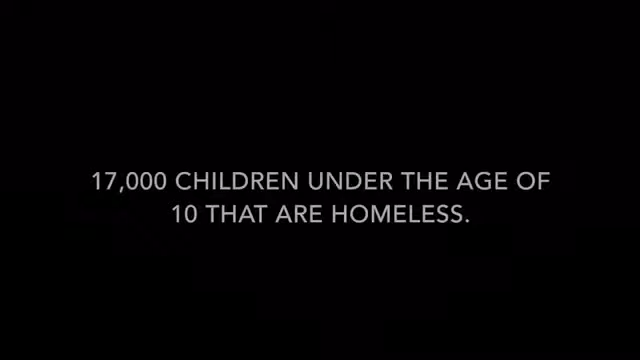 17,000 CHILDREN UNDER THE AGE OF
10 THAT ARE HOMELESS.